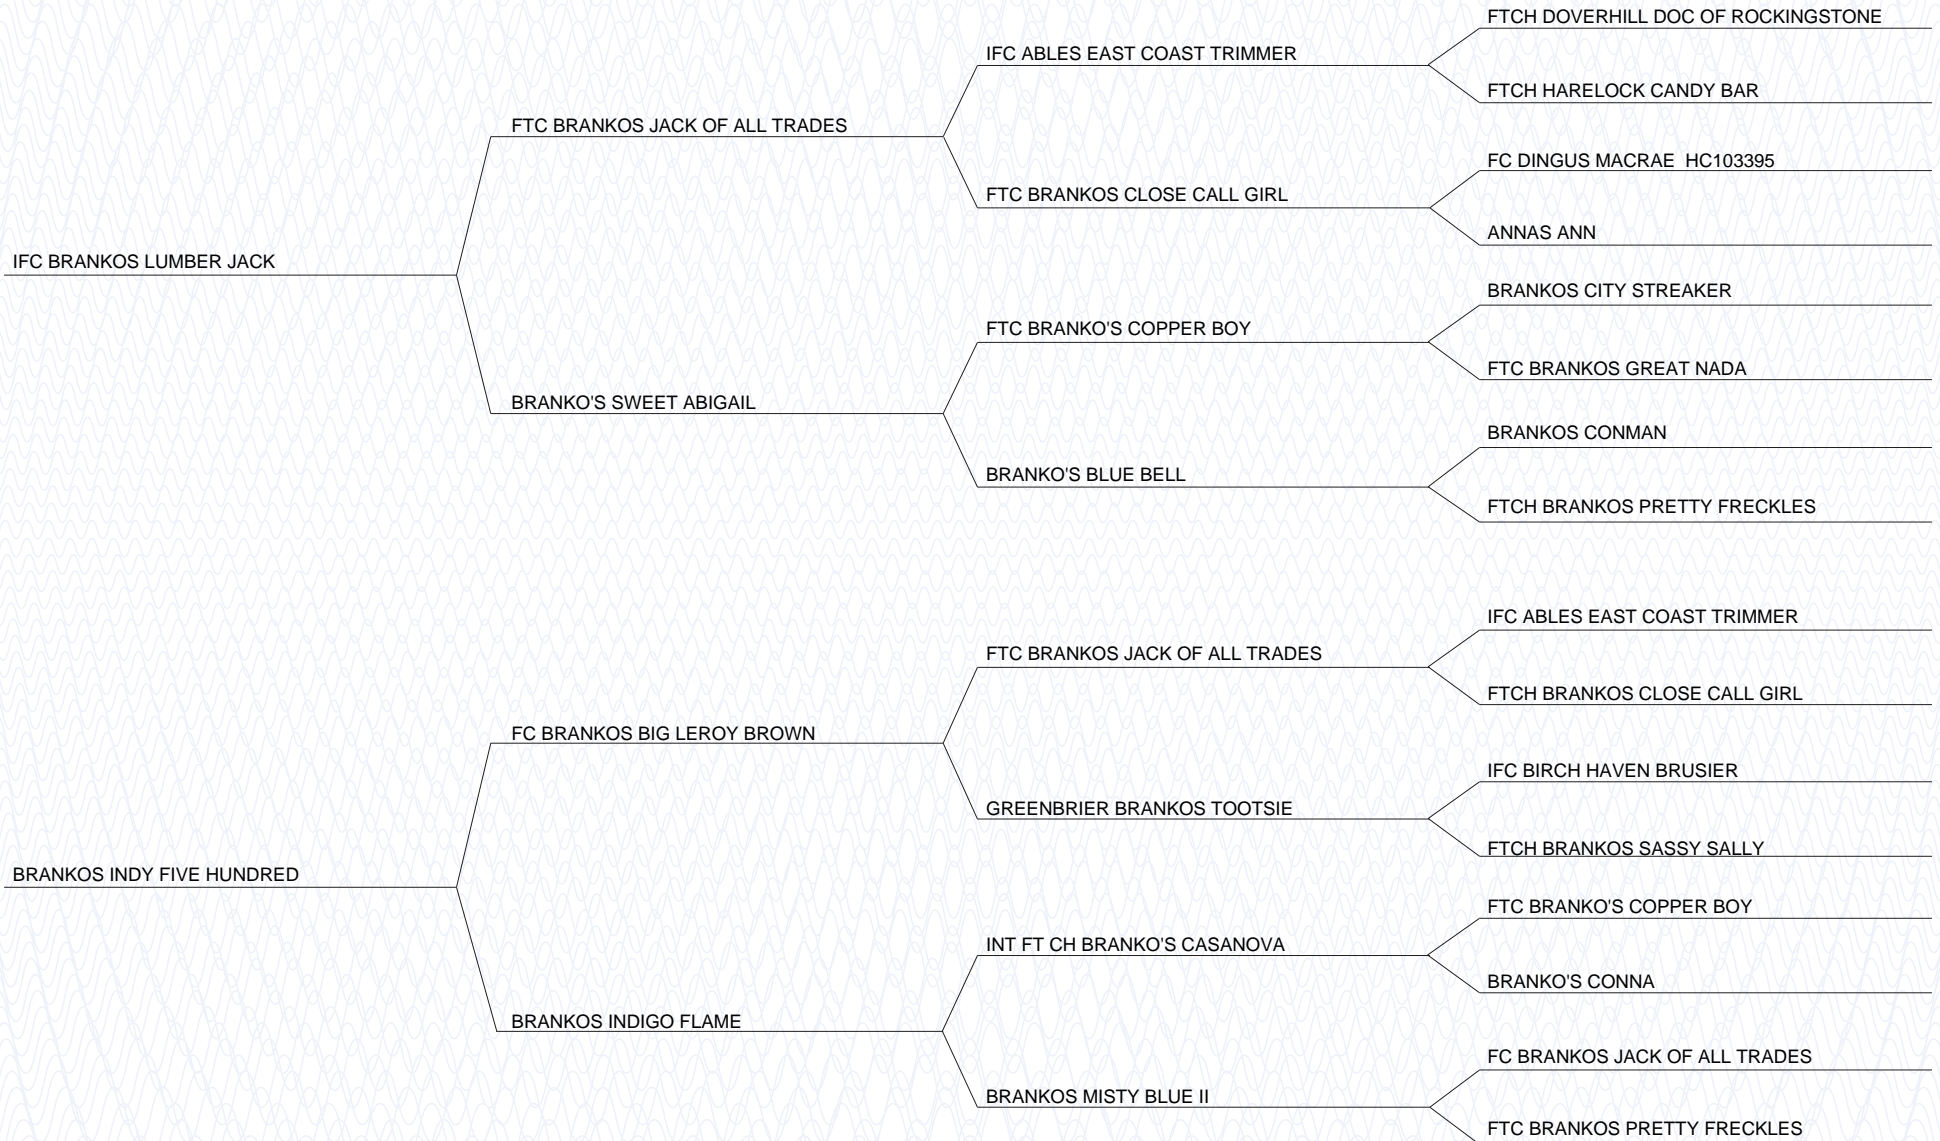 FTCH DOVERHILL DOC OF ROCKINGSTONE
IFC ABLES EAST COAST TRIMMER
FTCH HARELOCK CANDY BAR
FTC BRANKOS JACK OF ALL TRADES
FC DINGUS MACRAE  HC103395
FTC BRANKOS CLOSE CALL GIRL
ANNAS ANN
IFC BRANKOS LUMBER JACK
BRANKOS CITY STREAKER
FTC BRANKO'S COPPER BOY
FTC BRANKOS GREAT NADA
BRANKO'S SWEET ABIGAIL
BRANKOS CONMAN
BRANKO'S BLUE BELL
FTCH BRANKOS PRETTY FRECKLES
IFC ABLES EAST COAST TRIMMER
FTC BRANKOS JACK OF ALL TRADES
FTCH BRANKOS CLOSE CALL GIRL
FC BRANKOS BIG LEROY BROWN
IFC BIRCH HAVEN BRUSIER
GREENBRIER BRANKOS TOOTSIE
FTCH BRANKOS SASSY SALLY
BRANKOS INDY FIVE HUNDRED
FTC BRANKO'S COPPER BOY
INT FT CH BRANKO'S CASANOVA
BRANKO'S CONNA
BRANKOS INDIGO FLAME
FC BRANKOS JACK OF ALL TRADES
BRANKOS MISTY BLUE II
FTC BRANKOS PRETTY FRECKLES